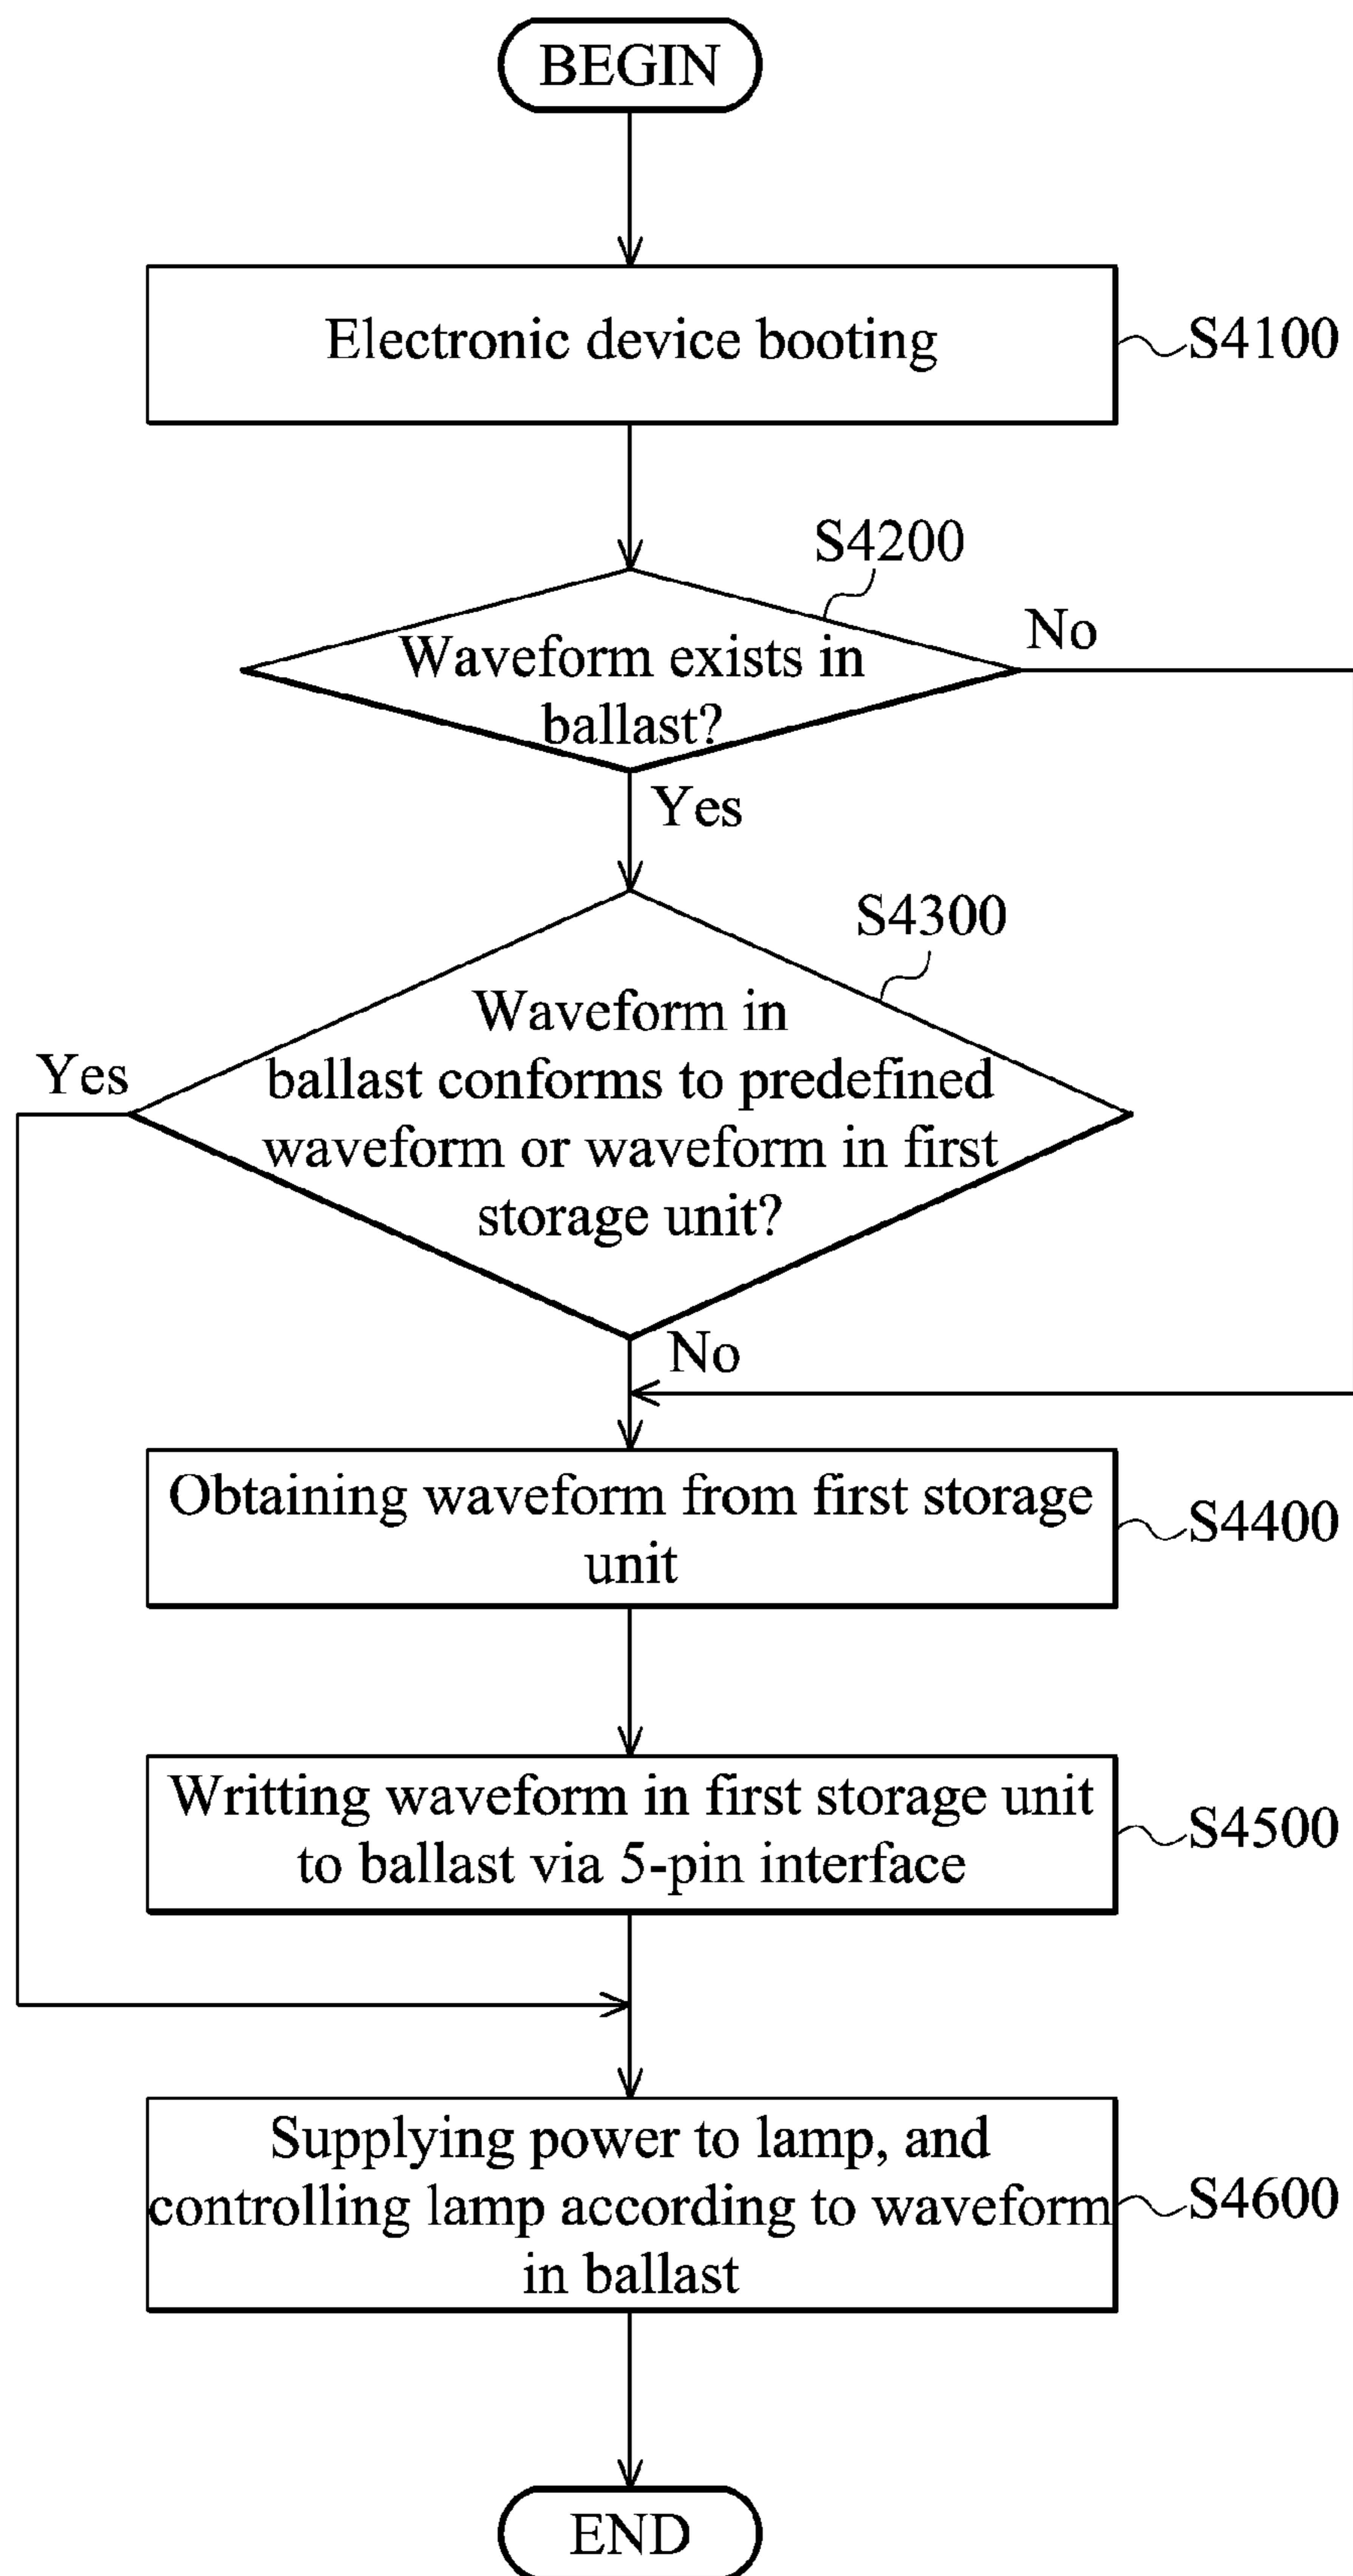 BEGIN
Electronic device booting
S4100
S4200
No
Waveform exists in
ballast?
Yes
S4300
Yes
Waveform in
ballast conforms to predefined
waveform or waveform in first
storage unit?
No
Obtaining waveform from first storage
unit
S4400
Writting waveform in first storage unit
to ballast via 5-pin interface
S4500
Supplying power to lamp, and
controlling lamp according to waveform
in ballast
S4600
END